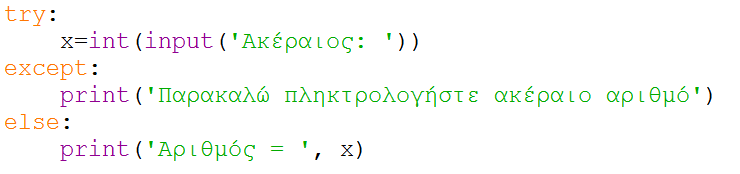 try:
    x=int(input('Ακέραιος: '))
except:
    print('Παρακαλώ πληκτρολογήστε ακέραιο αριθμό')
else:
    print('Αριθμός = ', x)